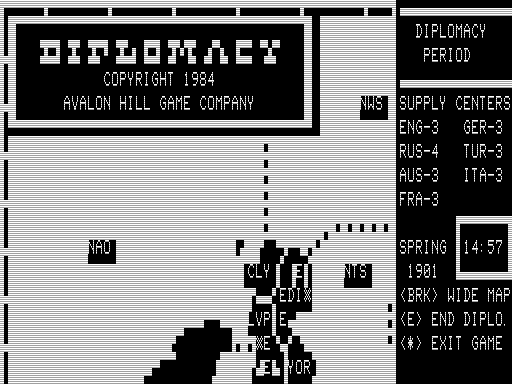 DIPLOMACY
COPYRIGHT 1984
AVALON HILL GAME COMPANY
NWS
NAO
CLY E
NTS
EDI※
VP E
※E
LEL YOR
DIPLOMACY
PERIOD
SUPPLY CENTERS
ENG-3 GER-3
RUS-4 TUR-3
AUS-3 ITA-3
FRA-3
SPRING 14:57
1901
<BRK> WIDE MAP
<E> END DIPLO.
<*> EXIT GAME